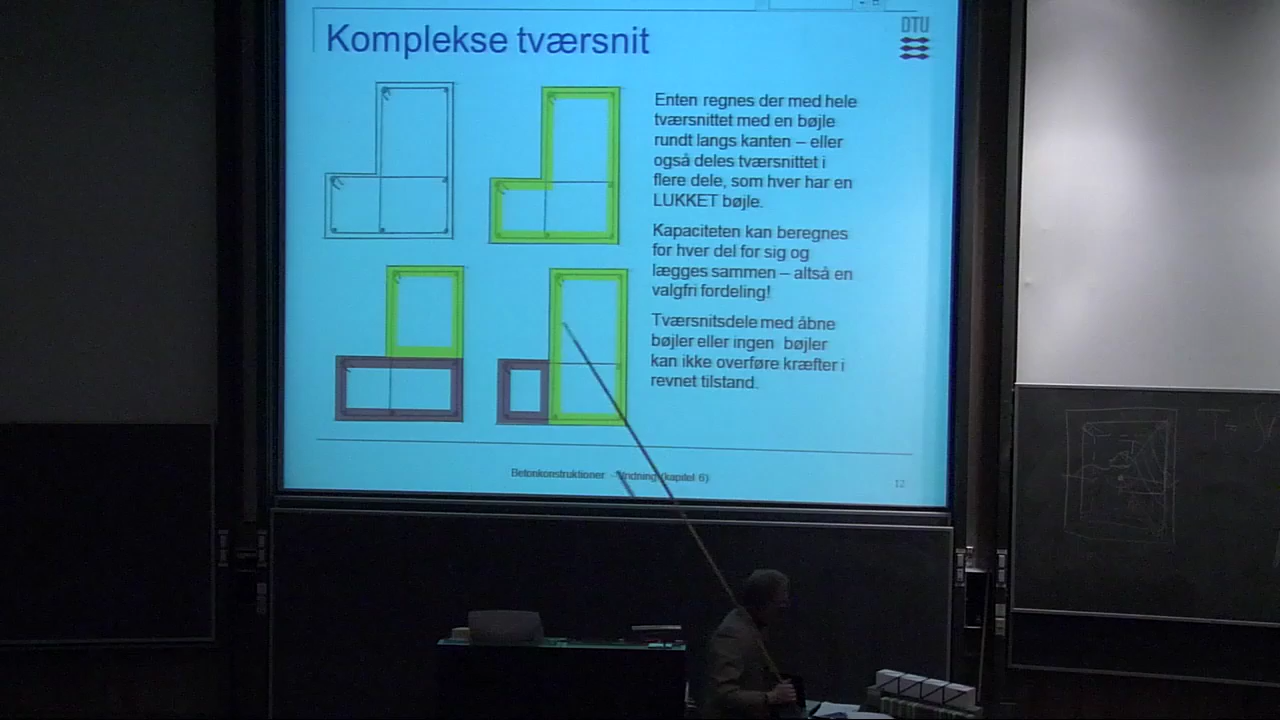 Komplekse tværsnit
DTU
Enten regnes der med hele
tværsnittet med en bøjle
rundt langs kanten – eller
også deles tværsnittet i
flere dele, som hver har en
LUKKET bøjle.
Kapaciteten kan beregnes
for hver del for sig og
lægges sammen – altså en
valgfri fordeling!
Tværsnitsdele med åbne
bøjler eller ingen bøjler
kan ikke overføre kræfter i
revnet tilstand.
Betonkonstruktioner - Vridning (kapitel 6)
12
T =